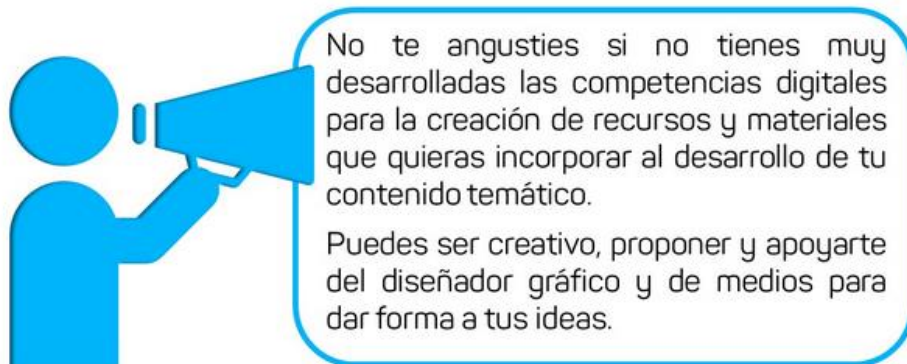 No te angusties si no tienes muy
desarrolladas las competencias digitales
para la creación de recursos y materiales
que quieras incorporar al desarrollo de tu
contenido temático.
Puedes ser creativo, proponer y apoyarte
del diseñador gráfico y de medios para
dar forma a tus ideas.